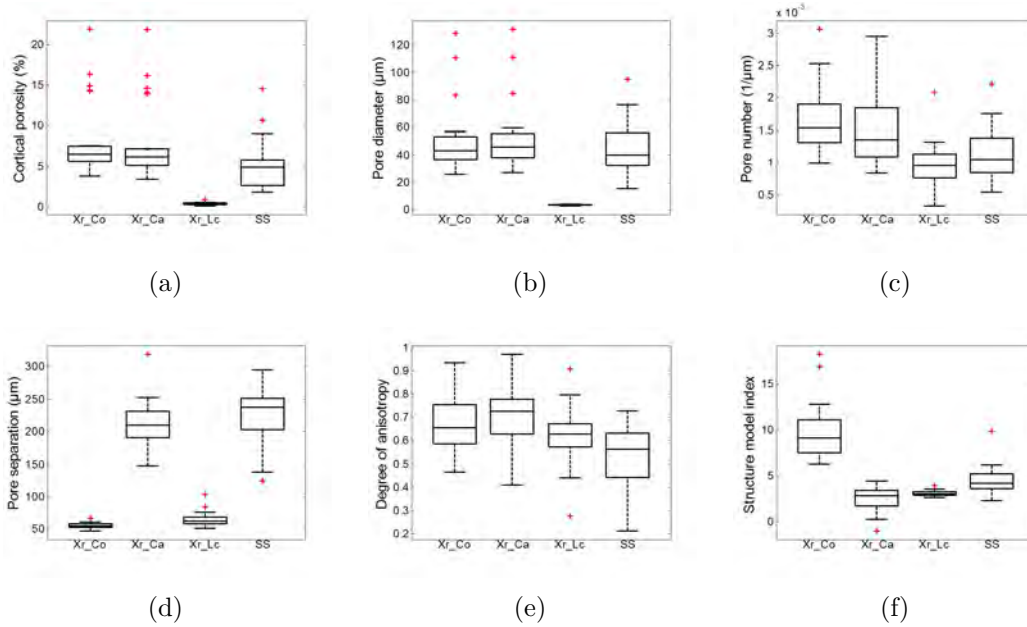 Cortical porosity (%)
20
15
10
5
0
Xr_Co Xr_Ca Xr_Lc SS
(a)
Pore diameter (µm)
120
100
80
60
40
20
0
Xr_Co Xr_Ca Xr_Lc SS
(b)
x 10⁻³
Pore number (1/µm)
3
2.5
2
1.5
1
0.5
Xr_Co Xr_Ca Xr_Lc SS
(c)
Pore separation (µm)
300
250
200
150
100
50
Xr_Co Xr_Ca Xr_Lc SS
(d)
Degree of anisotropy
1
0.9
0.8
0.7
0.6
0.5
0.4
0.3
0.2
Xr_Co Xr_Ca Xr_Lc SS
(e)
Structure model index
15
10
5
0
Xr_Co Xr_Ca Xr_Lc SS
(f)